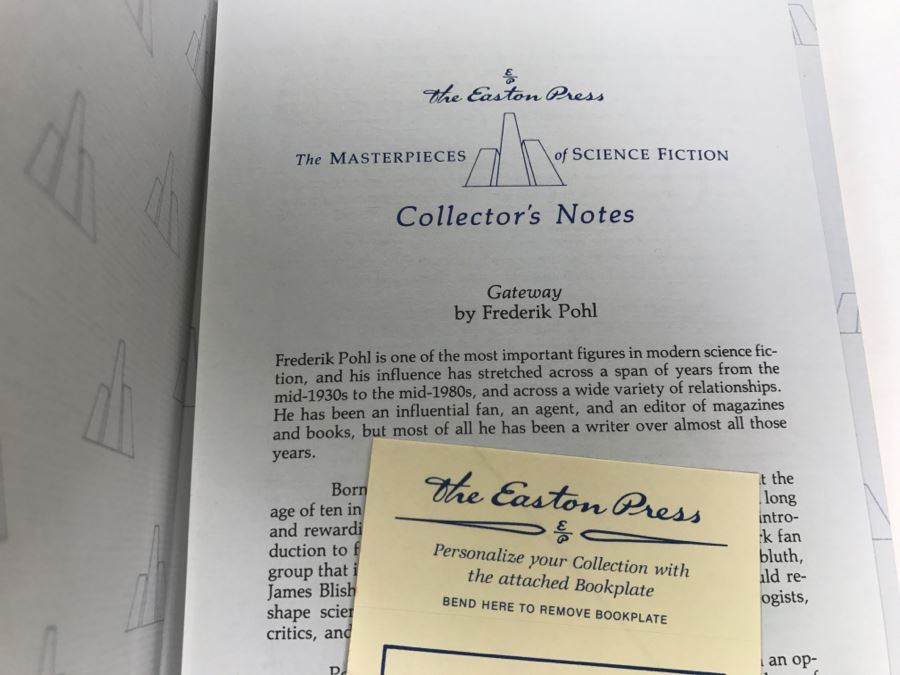 The Easton Press
The MASTERPIECES of SCIENCE FICTION
Collector's Notes
Gateway
by Frederik Pohl
Frederik Pohl is one of the most important figures in modern science fic-
tion, and his influence has stretched across a span of years from the
mid-1930s to the mid-1980s, and across a wide variety of relationships.
He has been an influential fan, an agent, and an editor of magazines
and books, but most of all he has been a writer over almost all those
years.
Born
age of ten in
and rewardi
duction to f
group that i
James Blish
shape scien
critics, and
the
long
intro-
rk fan
bluth,
uld re-
ogists,
an op-
The Easton Press
Personalize your Collection with
the attached Bookplate
BEND HERE TO REMOVE BOOKPLATE